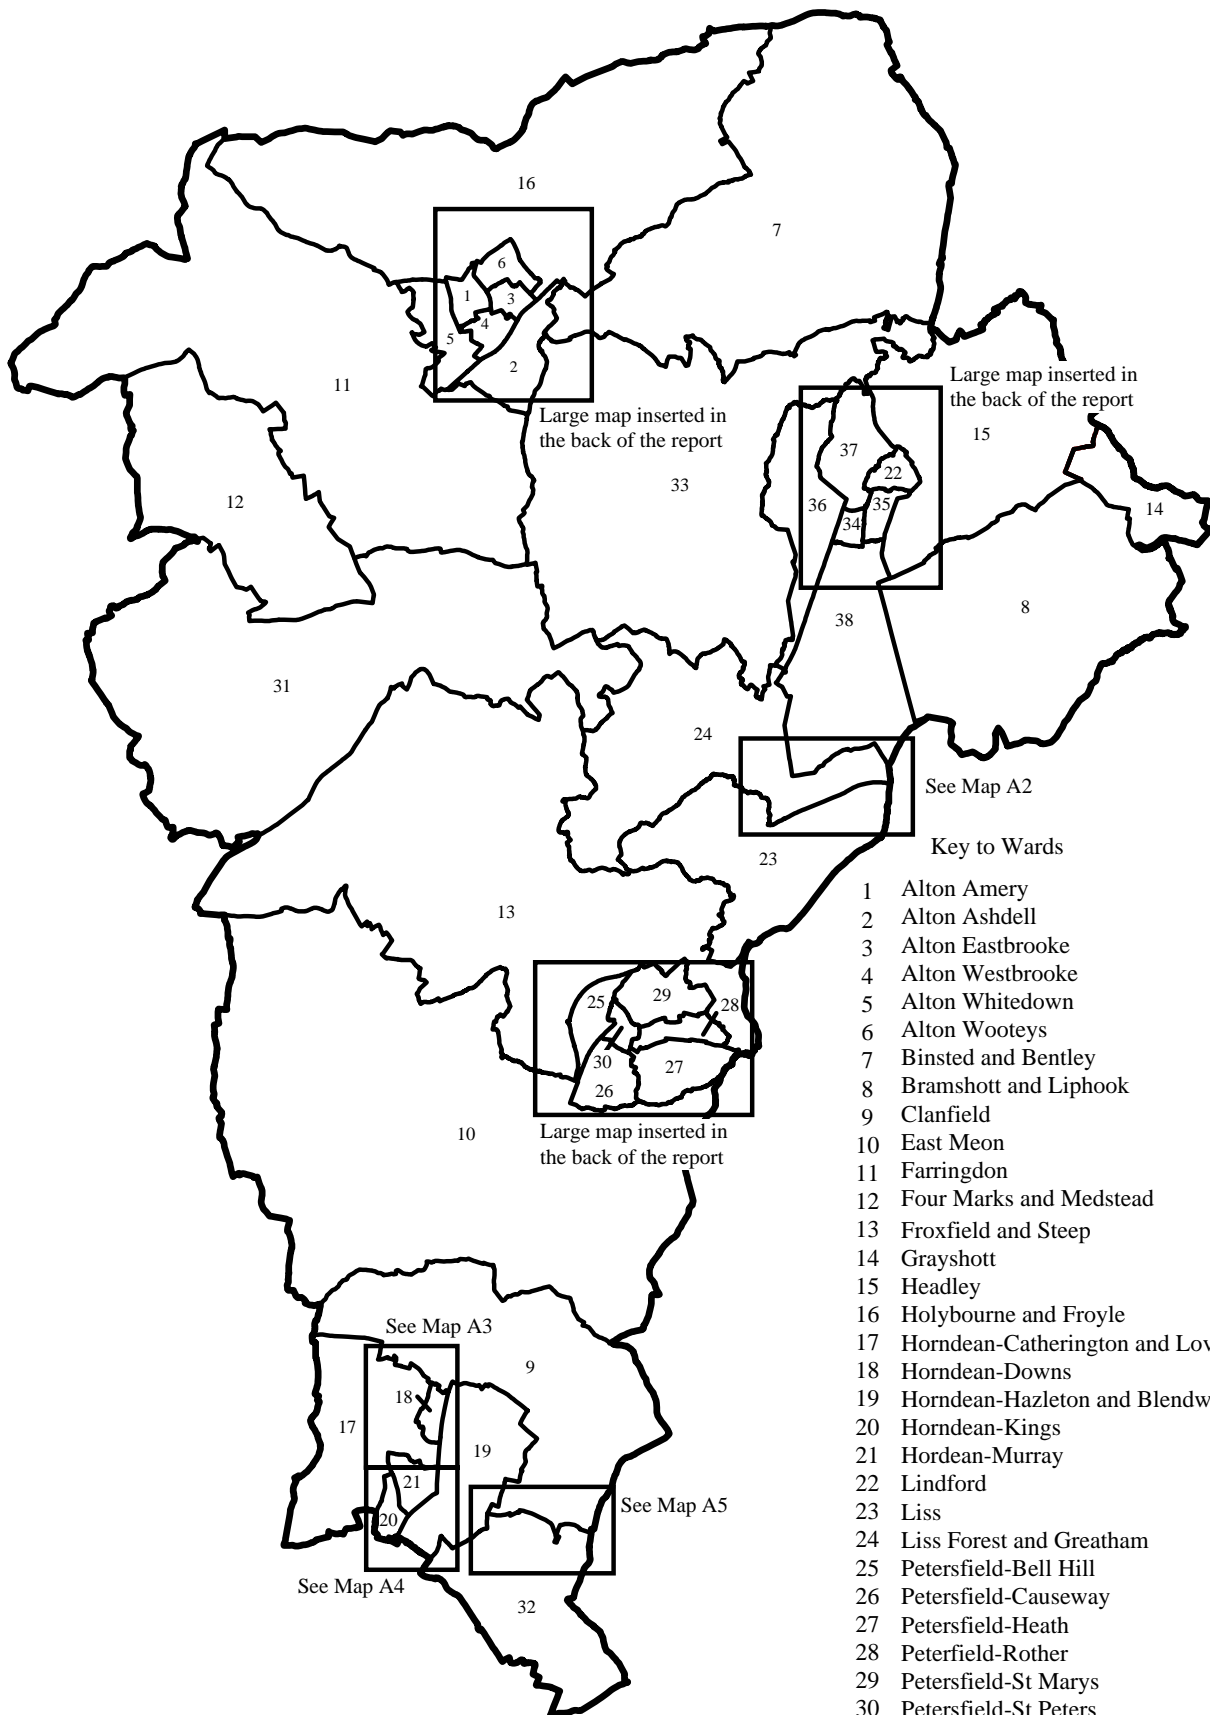 16
7
6
1
3
4
5
2
11
Large map inserted in
the back of the report
Large map inserted in
the back of the report
15
37
22
33
12
36
35
34
14
8
38
31
24
See Map A2
23
13
25
29
28
30
27
26
Large map inserted in
the back of the report
10
See Map A3
9
18
17
19
21
20
See Map A5
See Map A4
32
Key to Wards
1 Alton Amery
2 Alton Ashdell
3 Alton Eastbrooke
4 Alton Westbrooke
5 Alton Whitedown
6 Alton Wooteys
7 Binsted and Bentley
8 Bramshott and Liphook
9 Clanfield
10 East Meon
11 Farringdon
12 Four Marks and Medstead
13 Froxfield and Steep
14 Grayshott
15 Headley
16 Holybourne and Froyle
17 Horndean-Catherington and Lov
18 Horndean-Downs
19 Horndean-Hazleton and Blendw
20 Horndean-Kings
21 Hordean-Murray
22 Lindford
23 Liss
24 Liss Forest and Greatham
25 Petersfield-Bell Hill
26 Petersfield-Causeway
27 Petersfield-Heath
28 Peterfield-Rother
29 Petersfield-St Marys
30 Petersfield-St Peters